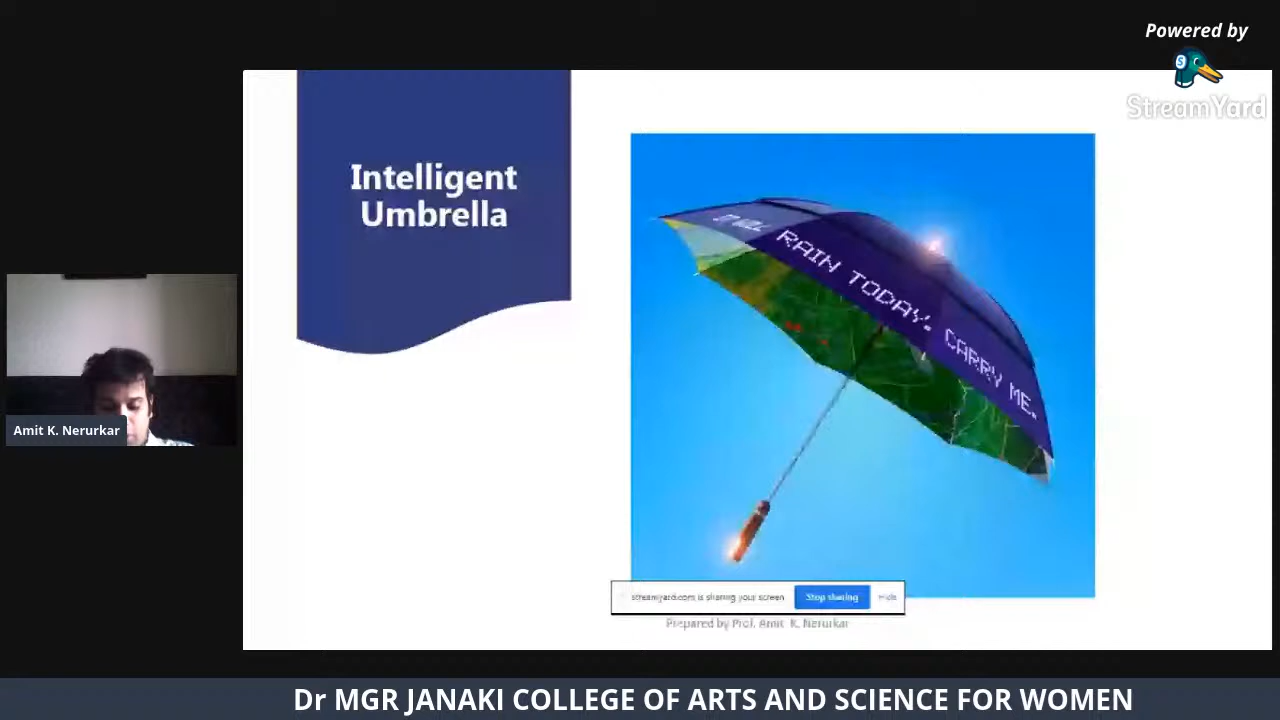 Powered by
StreamYard
Intelligent
Umbrella
RAIN TODAY. CARRY ME.
Amit K. Nerurkar
streamyard.com is sharing your screen Stop sharing Hide
Prepared by Prof. Amit K. Nerurkar
Dr MGR JANAKI COLLEGE OF ARTS AND SCIENCE FOR WOMEN